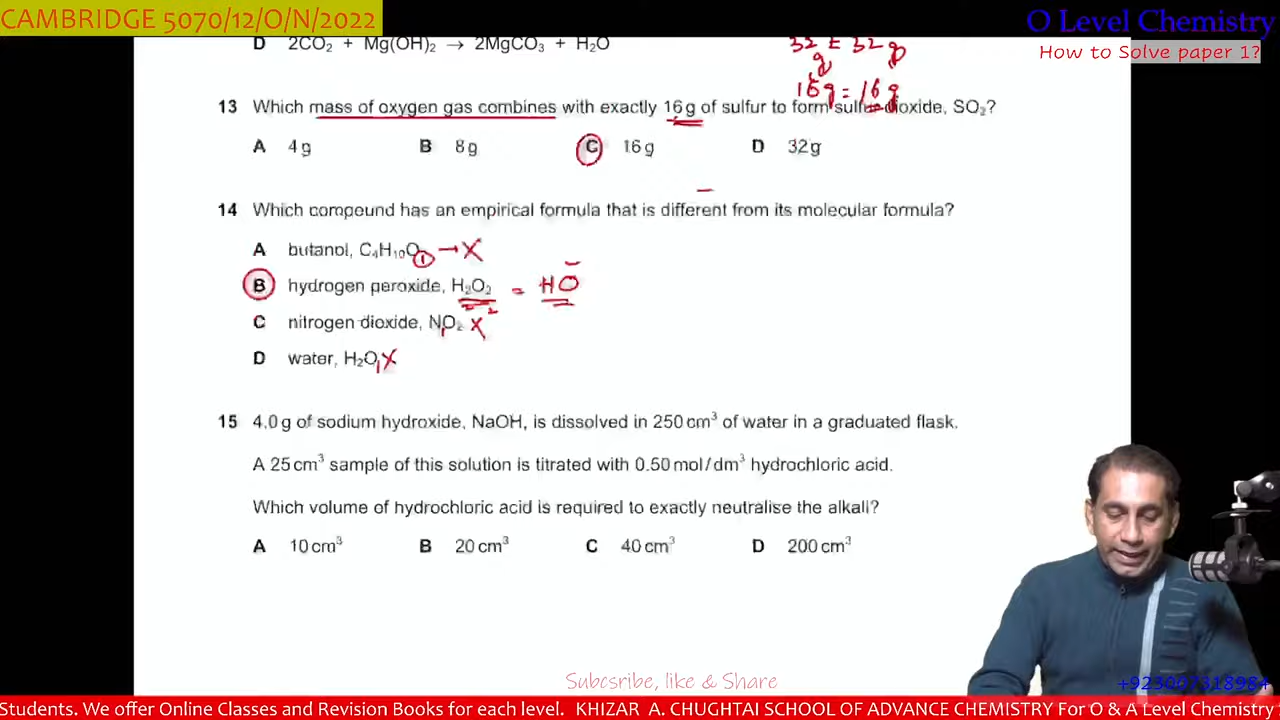 CAMBRIDGE 5070/12/O/N/2022
O Level Chemistry
How to Solve paper 1?
D 2CO₂ + Mg(OH)₂ → 2MgCO₃ + H₂O
32 = 32 g
g
16g = 16 g
13 Which mass of oxygen gas combines with exactly 16 g of sulfur to form sulfur dioxide, SO₂?
A 4 g B 8 g C 16 g D 32 g
14 Which compound has an empirical formula that is different from its molecular formula?
A butanol, C₄H₁₀O 1 → X
B hydrogen peroxide, H₂O₂ = HO
C nitrogen dioxide, NO₂ X
D water, H₂O 1 X
15 4.0 g of sodium hydroxide, NaOH, is dissolved in 250 cm³ of water in a graduated flask.
A 25 cm³ sample of this solution is titrated with 0.50 mol/dm³ hydrochloric acid.
Which volume of hydrochloric acid is required to exactly neutralise the alkali?
A 10 cm³ B 20 cm³ C 40 cm³ D 200 cm³
Subcsribe, like & Share
+923007318984
Students. We offer Online Classes and Revision Books for each level. KHIZAR A. CHUGHTAI SCHOOL OF ADVANCE CHEMISTRY For O & A Level Chemistry